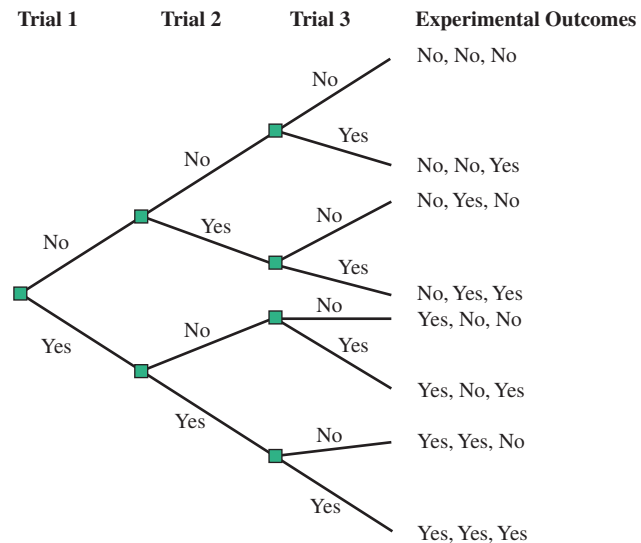 Trial 1 Trial 2 Trial 3 Experimental Outcomes
No, No, No
No
Yes
No
No, No, Yes
No, Yes, No
No
Yes
No
Yes
No, Yes, Yes
No
Yes, No, No
No
Yes
Yes
Yes, No, Yes
Yes
No
Yes, Yes, No
Yes
Yes, Yes, Yes